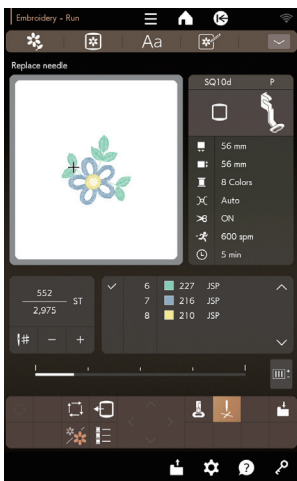 Embroidery - Run
Aa
Replace needle
SQ10d P
56 mm
56 mm
8 Colors
Auto
ON
600 spm
5 min
552
2,975
ST
6 227 JSP
7 216 JSP
8 210 JSP
# - +
?